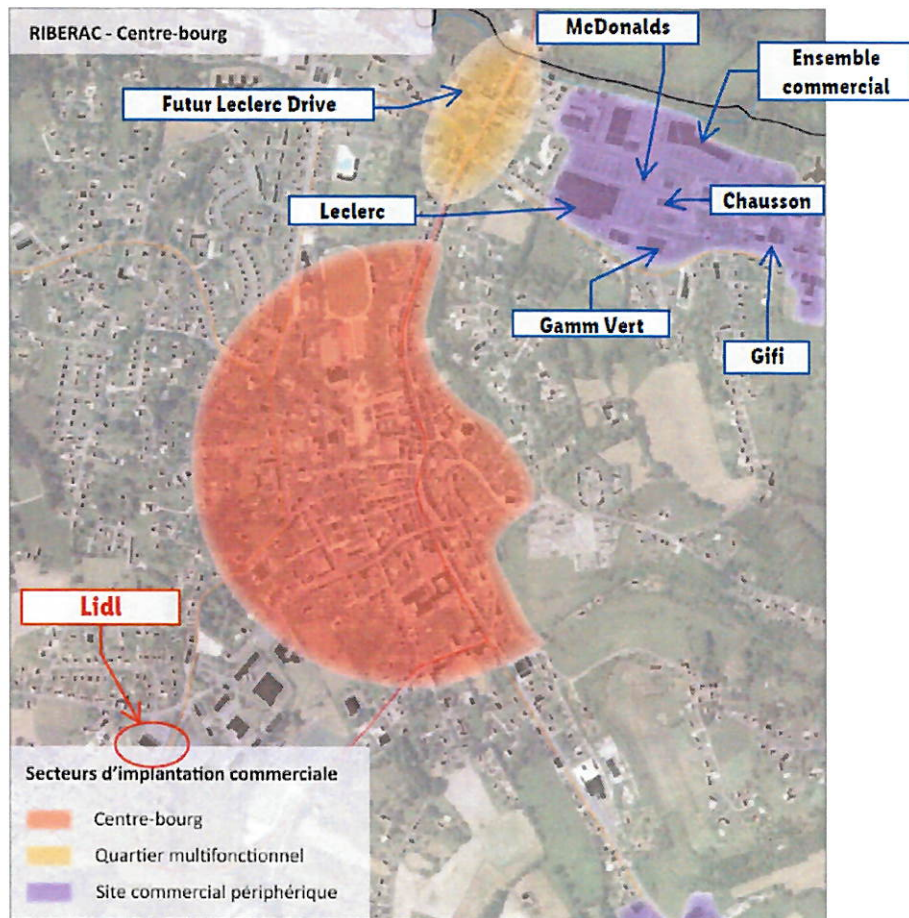 RIBERAC - Centre-bourg
McDonalds
Ensemble
commercial
Futur Leclerc Drive
Leclerc
Chausson
Gamm Vert
Gifi
Lidl
Secteurs d'implantation commerciale
Centre-bourg
Quartier multifonctionnel
Site commercial périphérique